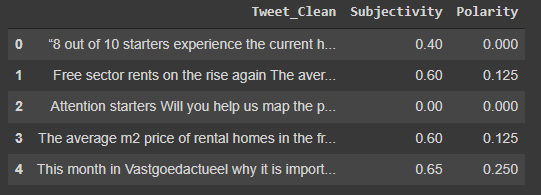 Tweet_Clean Subjectivity Polarity
0 “8 out of 10 starters experience the current h... 0.40 0.000
1 Free sector rents on the rise again The aver... 0.60 0.125
2 Attention starters Will you help us map the p... 0.00 0.000
3 The average m2 price of rental homes in the fr... 0.60 0.125
4 This month in Vastgoedactueel why it is import... 0.65 0.250